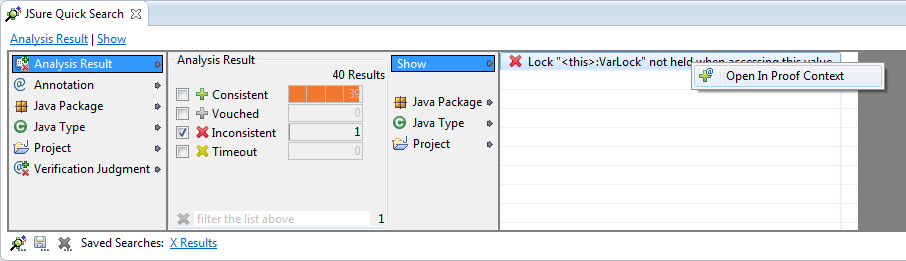 JSure Quick Search
Analysis Result | Show
Analysis Result
Annotation
Java Package
Java Type
Project
Verification Judgment
Analysis Result
40 Results
Consistent 39
Vouched 0
Inconsistent 1
Timeout 0
filter the list above 1
Show
Java Package
Java Type
Project
Lock "<this>:VarLock" not held when accessing this.value
Open In Proof Context
Saved Searches: X Results